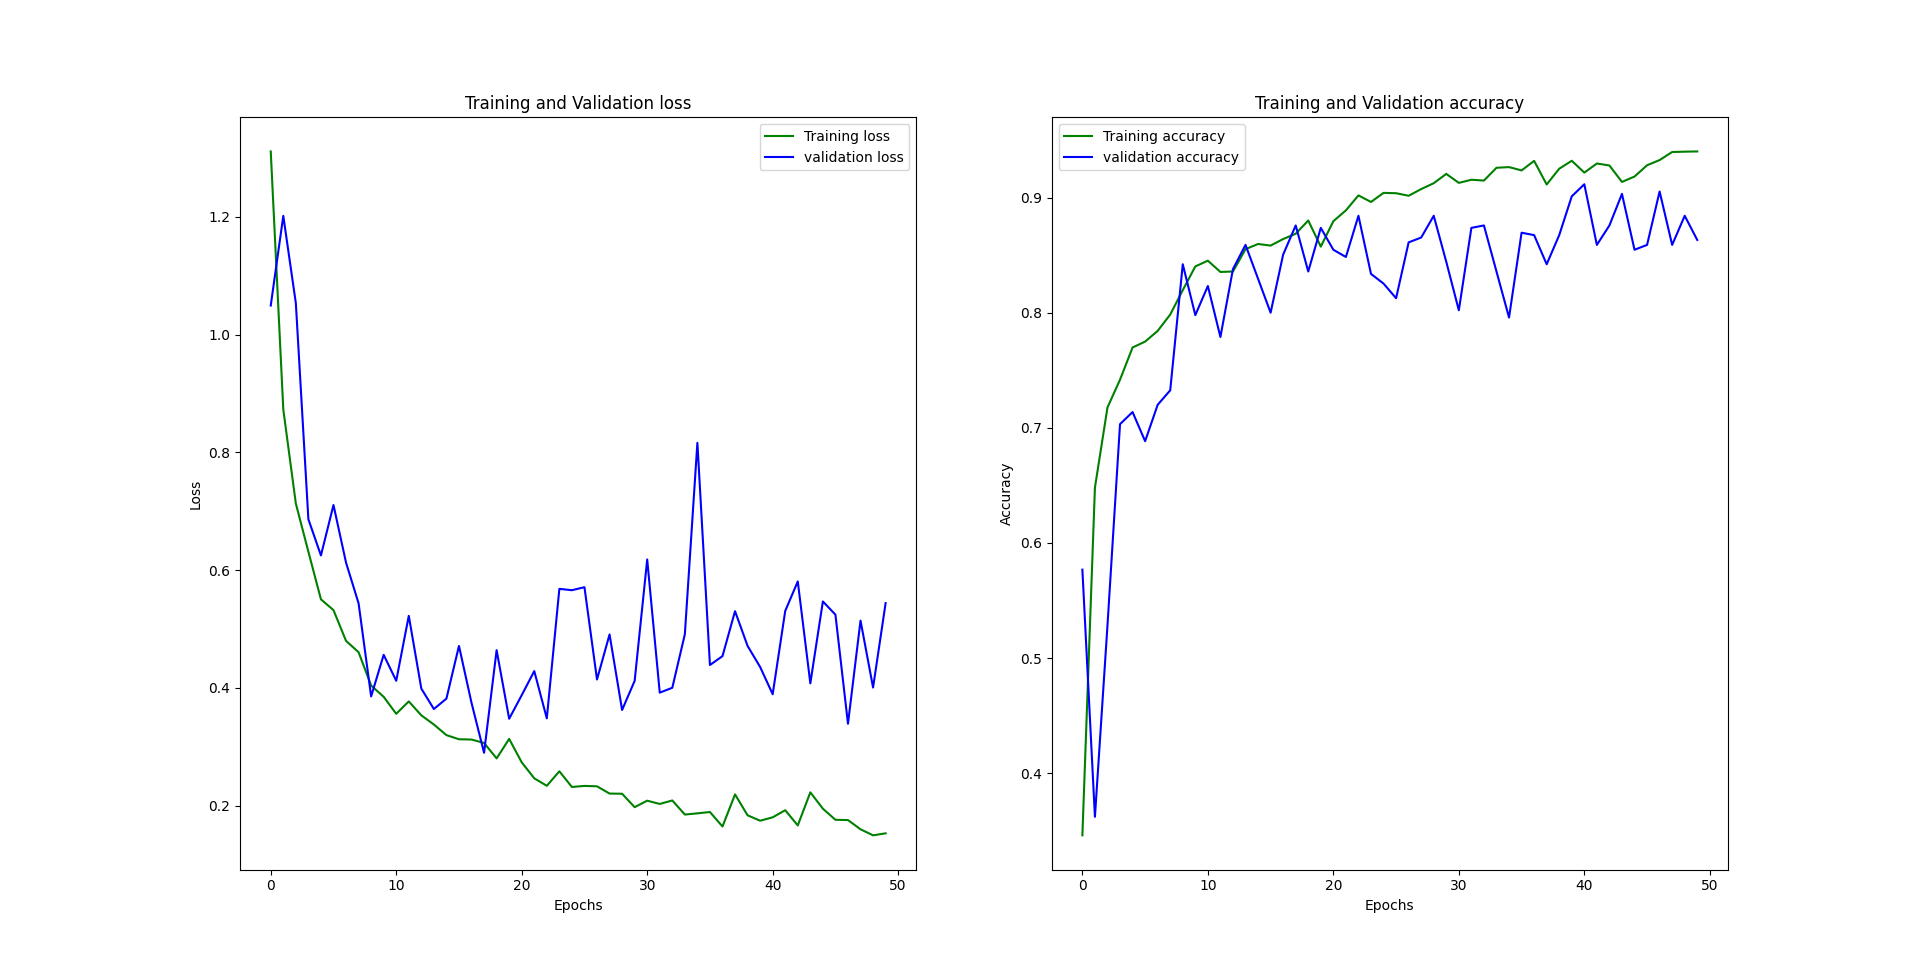 Training and Validation loss
Training loss
validation loss
1.2
1.0
0.8
0.6
0.4
0.2
Loss
0 10 20 30 40 50
Epochs
Training and Validation accuracy
Training accuracy
validation accuracy
0.9
0.8
0.7
0.6
0.5
0.4
Accuracy
0 10 20 30 40 50
Epochs